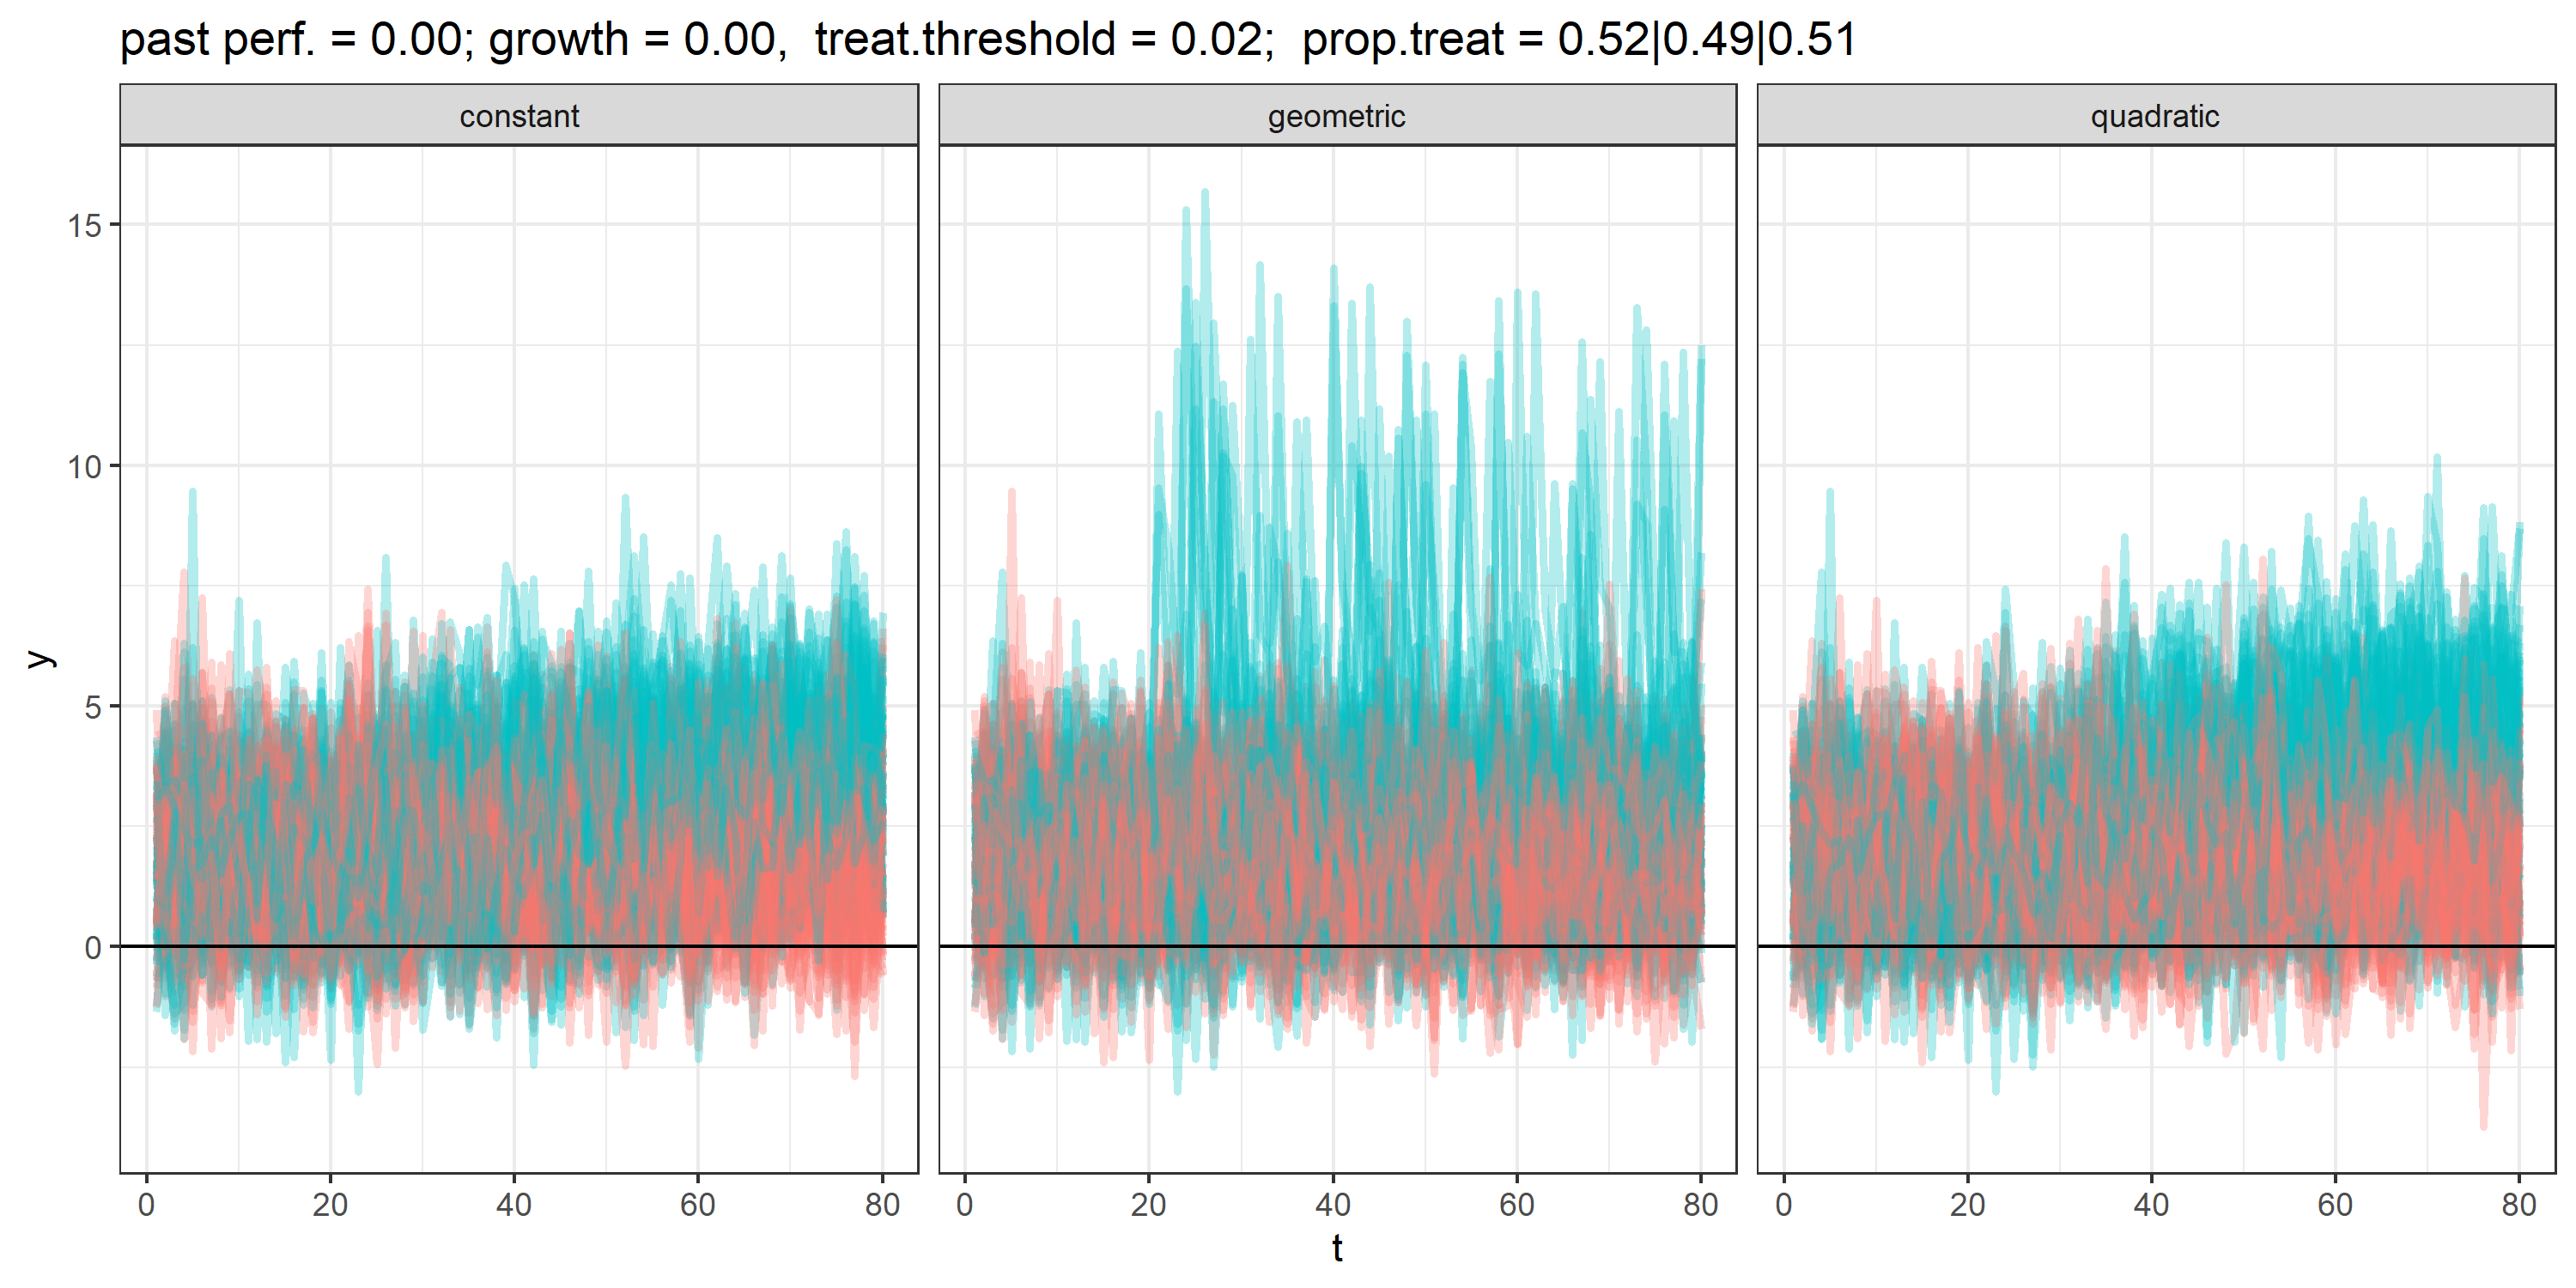 past perf. = 0.00; growth = 0.00,  treat.threshold = 0.02;  prop.treat = 0.52|0.49|0.51
constant geometric quadratic
15
10
5
0
y
0 20 40 60 80 0 20 40 60 80 0 20 40 60 80
t